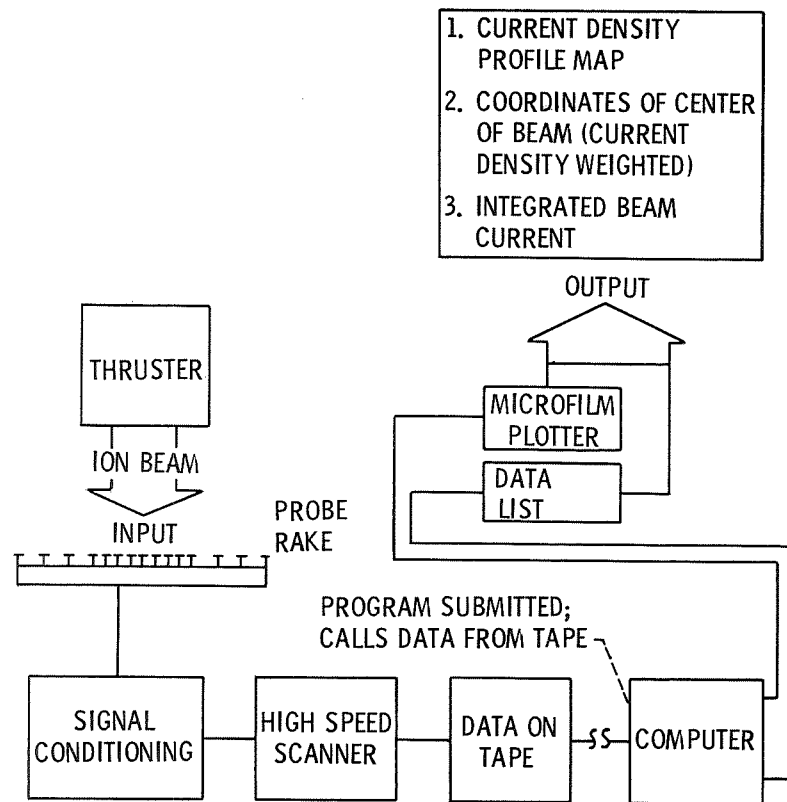 1. CURRENT DENSITY
PROFILE MAP
2. COORDINATES OF CENTER
OF BEAM (CURRENT
DENSITY WEIGHTED)
3. INTEGRATED BEAM
CURRENT
OUTPUT
THRUSTER
ION BEAM
INPUT
PROBE
RAKE
MICROFILM
PLOTTER
DATA
LIST
PROGRAM SUBMITTED;
CALLS DATA FROM TAPE
SIGNAL
CONDITIONING
HIGH SPEED
SCANNER
DATA ON
TAPE
COMPUTER